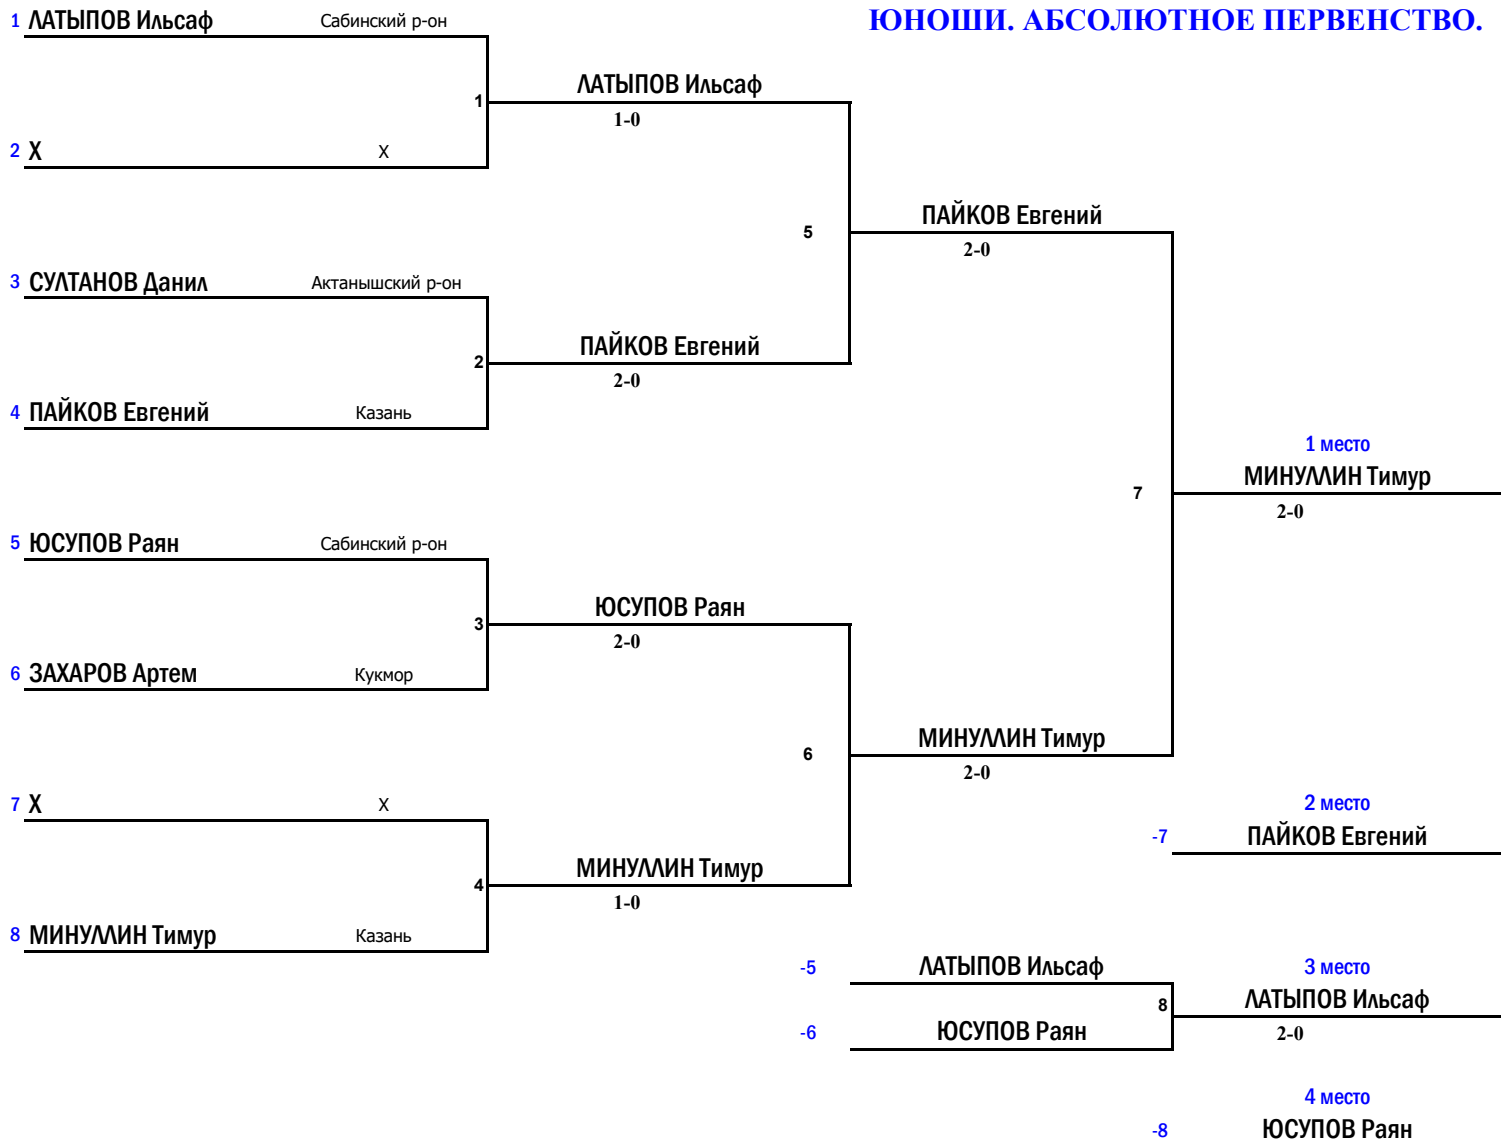 1 ЛАТЫПОВ Ильсаф Сабинский р-он ЮНОШИ. АБСОЛЮТНОЕ ПЕРВЕНСТВО.
ЛАТЫПОВ Ильсаф
1
1-0
2 X X
ПАЙКОВ Евгений
5
2-0
3 СУЛТАНОВ Данил Актанышский р-он
ПАЙКОВ Евгений
2
2-0
4 ПАЙКОВ Евгений Казань
1 место
МИНУЛЛИН Тимур
7
2-0
5 ЮСУПОВ Раян Сабинский р-он
ЮСУПОВ Раян
3
2-0
6 ЗАХАРОВ Артем Кукмор
МИНУЛЛИН Тимур
6
2-0
7 X X 2 место
-7 ПАЙКОВ Евгений
МИНУЛЛИН Тимур
4
1-0
8 МИНУЛЛИН Тимур Казань
-5 ЛАТЫПОВ Ильсаф 3 место
8 ЛАТЫПОВ Ильсаф
-6 ЮСУПОВ Раян 2-0
4 место
-8 ЮСУПОВ Раян